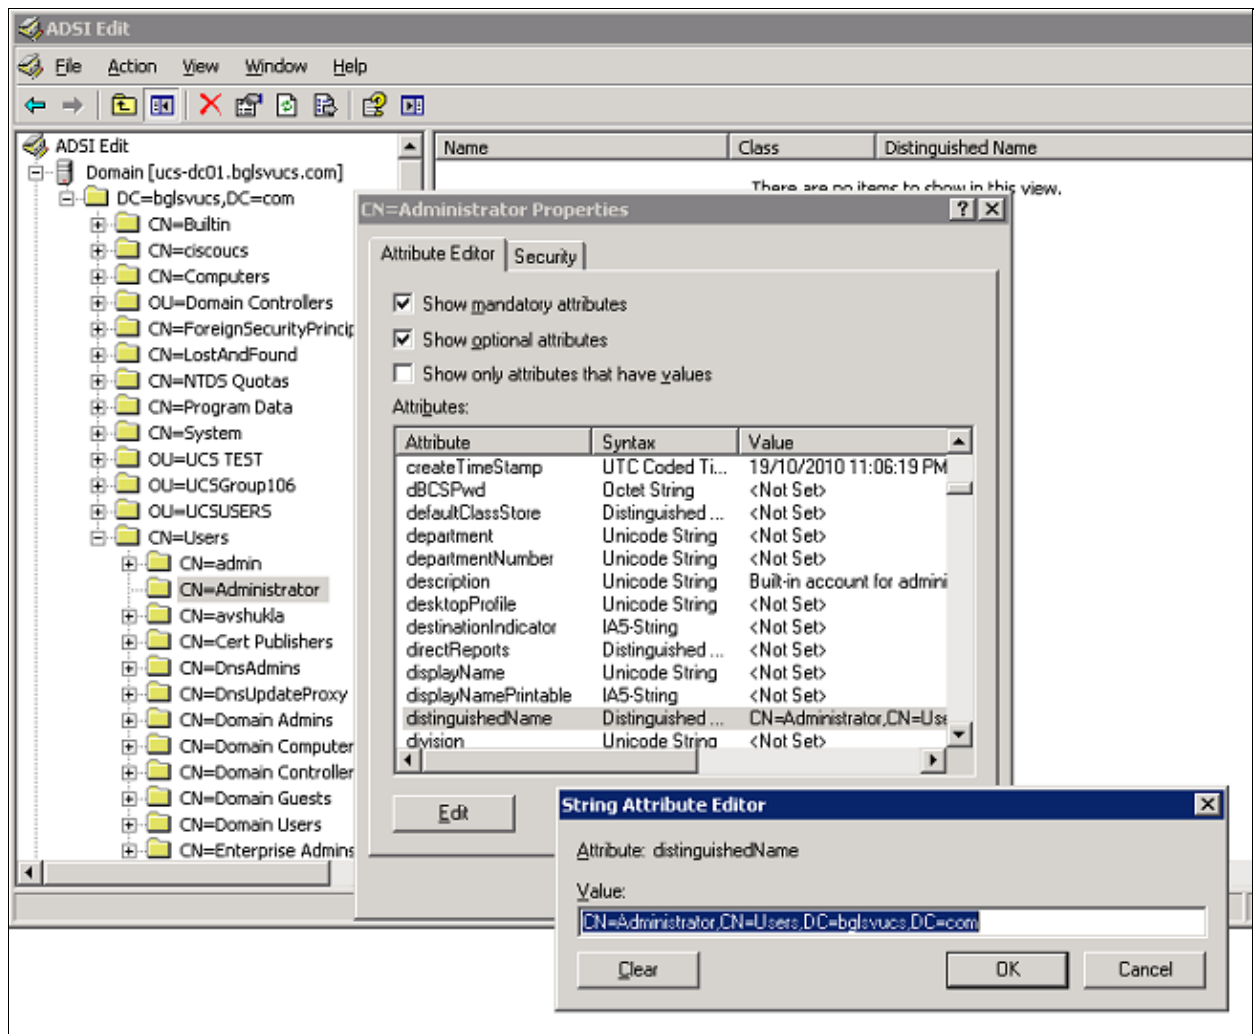 ADSI Edit
File Action View Window Help
ADSI Edit
Domain [ucs-dc01.bglsvucs.com]
DC=bglsvucs,DC=com
CN=Builtin
CN=ciscoucs
CN=Computers
OU=Domain Controllers
CN=ForeignSecurityPrincip
CN=LostAndFound
CN=NTDS Quotas
CN=Program Data
CN=System
OU=UCS TEST
OU=UCSGroup106
OU=UCSUSERS
CN=Users
CN=admin
CN=Administrator
CN=avshukla
CN=Cert Publishers
CN=DnsAdmins
CN=DnsUpdateProxy
CN=Domain Admins
CN=Domain Computer
CN=Domain Controller
CN=Domain Guests
CN=Domain Users
CN=Enterprise Admins
Name Class Distinguished Name
There are no items to show in this view.
CN=Administrator Properties
Attribute Editor Security
Show mandatory attributes
Show optional attributes
Show only attributes that have values
Attributes:
Attribute Syntax Value
createTimeStamp UTC Coded Ti... 19/10/2010 11:06:19 PM
dBCSPwd Octet String <Not Set>
defaultClassStore Distinguished ... <Not Set>
department Unicode String <Not Set>
departmentNumber Unicode String <Not Set>
description Unicode String Built-in account for admini
desktopProfile Unicode String <Not Set>
destinationIndicator IA5-String <Not Set>
directReports Distinguished ... <Not Set>
displayName Unicode String <Not Set>
displayNamePrintable IA5-String <Not Set>
distinguishedName Distinguished ... CN=Administrator,CN=Use
division Unicode String <Not Set>
Edit
String Attribute Editor
Attribute: distinguishedName
Value:
CN=Administrator,CN=Users,DC=bglsvucs,DC=com
Clear OK Cancel